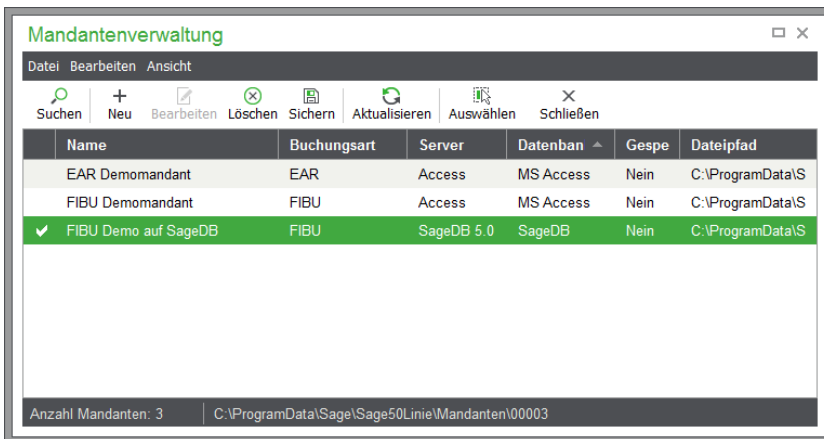 Mandantenverwaltung
Datei Bearbeiten Ansicht
Suchen Neu Bearbeiten Löschen Sichern Aktualisieren Auswählen Schließen
Name Buchungsart Server Datenban Gespe Dateipfad
EAR Demomandant EAR Access MS Access Nein C:\ProgramData\S
FIBU Demomandant FIBU Access MS Access Nein C:\ProgramData\S
FIBU Demo auf SageDB FIBU SageDB 5.0 SageDB Nein C:\ProgramData\S
Anzahl Mandanten: 3 C:\ProgramData\Sage\Sage50Linie\Mandanten\00003